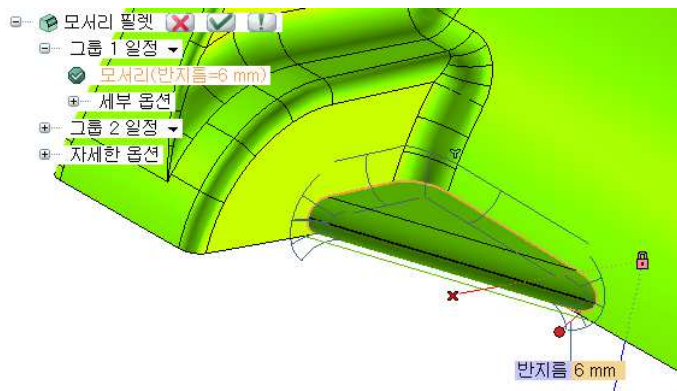 모서리 필렛
그룹 1 일정
모서리(반지름=6 mm)
세부 옵션
그룹 2 일정
자세한 옵션
반지름 6 mm